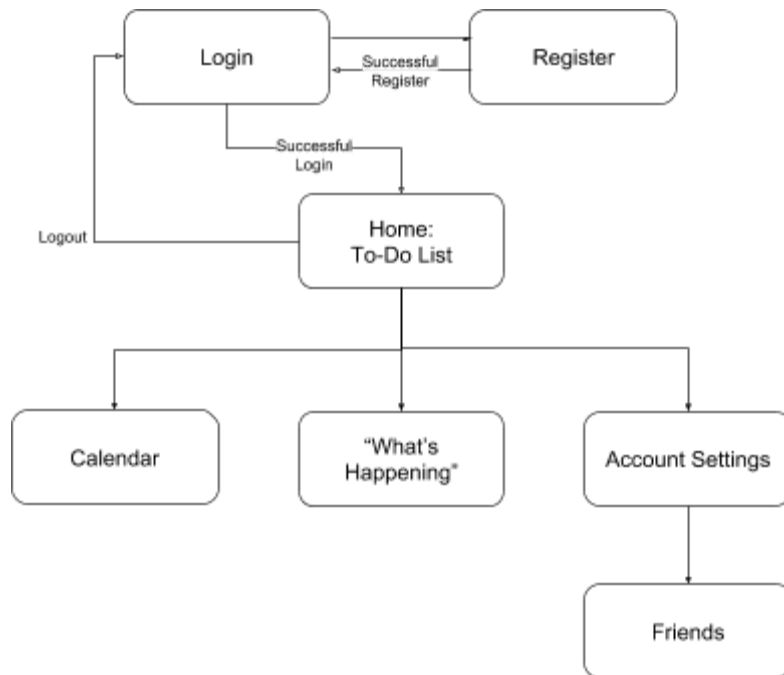 Login
Successful
Register
Register
Successful
Login
Logout
Home:
To-Do List
Calendar
“What's
Happening”
Account Settings
Friends